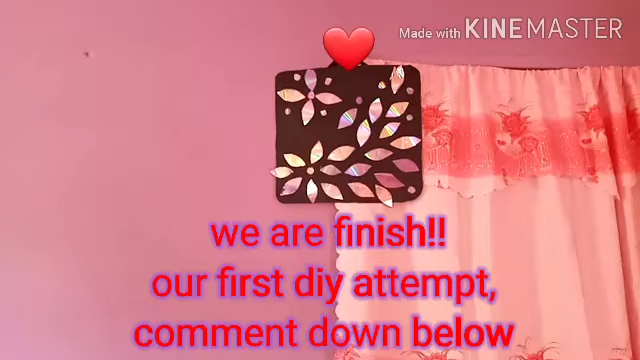 Made with KINEMASTER
we are finish!!
our first diy attempt,
comment down below